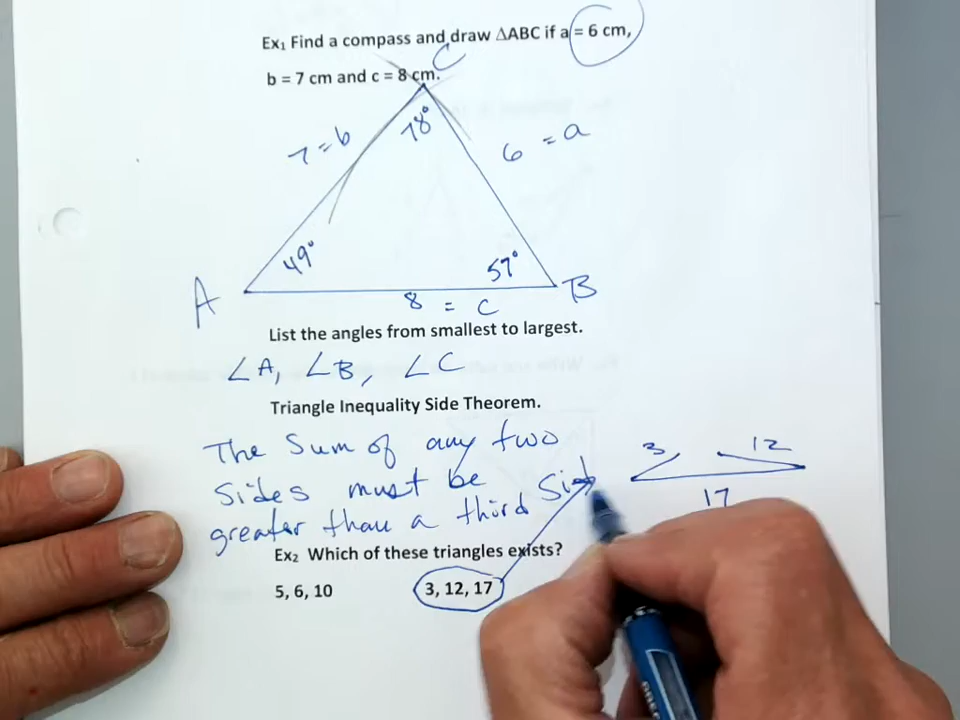 Ex₁ Find a compass and draw ΔABC if a = 6 cm,
b = 7 cm and c = 8 cm.
C
78°
7 = b
6 = a
49°
57°
A
8 = c
B
List the angles from smallest to largest.
∠A, ∠B, ∠C
Triangle Inequality Side Theorem.
The Sum of any two
Sides must be
greater than a third
3
12
17
Ex₂ Which of these triangles exists?
5, 6, 10
3, 12, 17